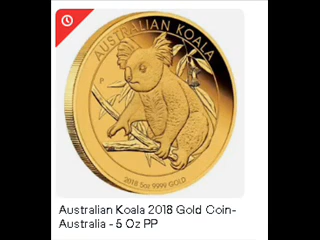 AUSTRALIAN KOALA
P
2018 5oz 9999 GOLD
Australian Koala 2018 Gold Coin-
Australia - 5 Oz PP